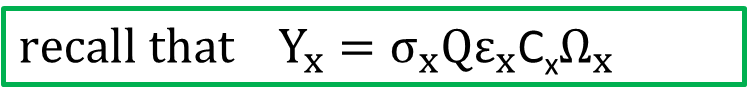 recall that Yₓ = σₓQεₓCₓΩₓ